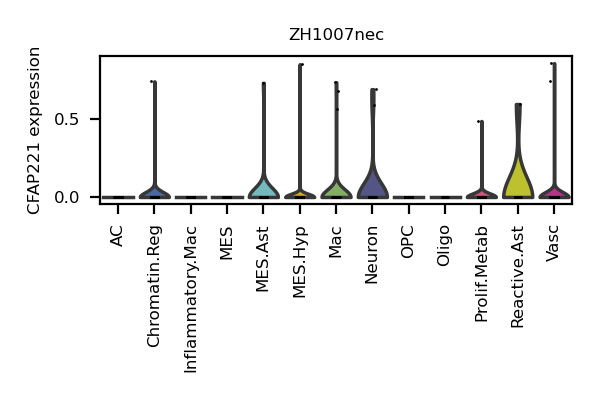 ZH1007nec
CFAP221 expression
0.5
0.0
AC
Chromatin.Reg
Inflammatory.Mac
MES
MES.Ast
MES.Hyp
Mac
Neuron
OPC
Oligo
Prolif.Metab
Reactive.Ast
Vasc